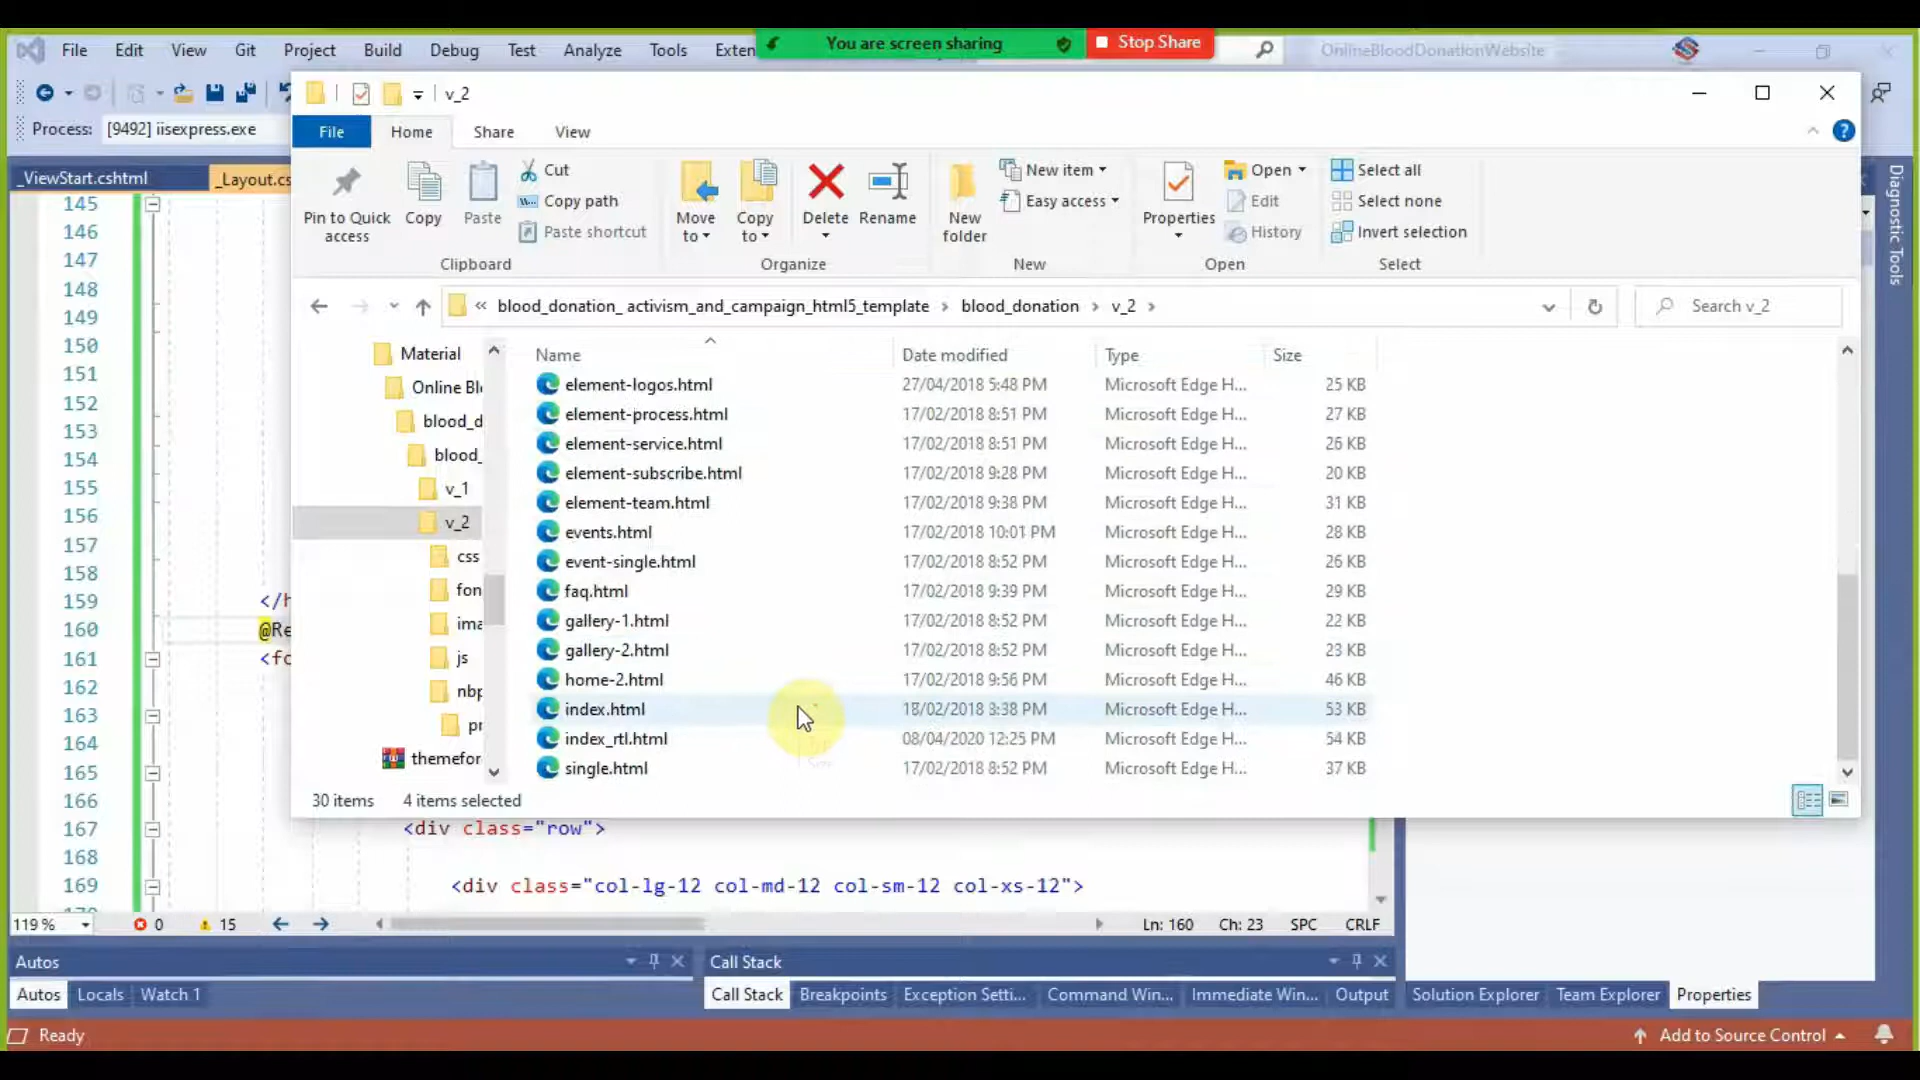 File Edit View Git Project Build Debug Test Analyze Tools Exten
You are screen sharing
Stop Share
OnlineBloodDonationWebsite
Process: [9492] iisexpress.exe
v_2
File Home Share View
Pin to Quick access
Copy
Paste
Cut
Copy path
Paste shortcut
Clipboard
Move to
Copy to
Delete
Rename
Organize
New folder
New item
Easy access
New
Properties
Open
Edit
History
Open
Select all
Select none
Invert selection
Select
« blood_donation_ activism_and_campaign_html5_template › blood_donation › v_2 ›
Search v_2
_ViewStart.cshtml
_Layout.cs
Diagnostic Tools
Material
Online Bl
blood_d
blood_
v_1
v_2
css
fon
ima
js
nbp
pr
themefor
Name Date modified Type Size
element-logos.html 27/04/2018 5:48 PM Microsoft Edge H... 25 KB
element-process.html 17/02/2018 8:51 PM Microsoft Edge H... 27 KB
element-service.html 17/02/2018 8:51 PM Microsoft Edge H... 26 KB
element-subscribe.html 17/02/2018 9:28 PM Microsoft Edge H... 20 KB
element-team.html 17/02/2018 9:38 PM Microsoft Edge H... 31 KB
events.html 17/02/2018 10:01 PM Microsoft Edge H... 28 KB
event-single.html 17/02/2018 8:52 PM Microsoft Edge H... 26 KB
faq.html 17/02/2018 9:39 PM Microsoft Edge H... 29 KB
gallery-1.html 17/02/2018 8:52 PM Microsoft Edge H... 22 KB
gallery-2.html 17/02/2018 8:52 PM Microsoft Edge H... 23 KB
home-2.html 17/02/2018 9:56 PM Microsoft Edge H... 46 KB
index.html 18/02/2018 3:38 PM Microsoft Edge H... 53 KB
index_rtl.html 08/04/2020 12:25 PM Microsoft Edge H... 54 KB
single.html 17/02/2018 8:52 PM Microsoft Edge H... 37 KB
30 items 4 items selected
145
146
147
148
149
150
151
152
153
154
155
156
157
158
159 </h
160 @Re
161 <fo
162
163
164
165
166
167 <div class="row">
168
169 <div class="col-lg-12 col-md-12 col-sm-12 col-xs-12">
119 % 0 15 Ln: 160 Ch: 23 SPC CRLF
Autos
Call Stack
Autos Locals Watch 1
Call Stack Breakpoints Exception Setti... Command Win... Immediate Win... Output
Solution Explorer Team Explorer Properties
Ready
Add to Source Control